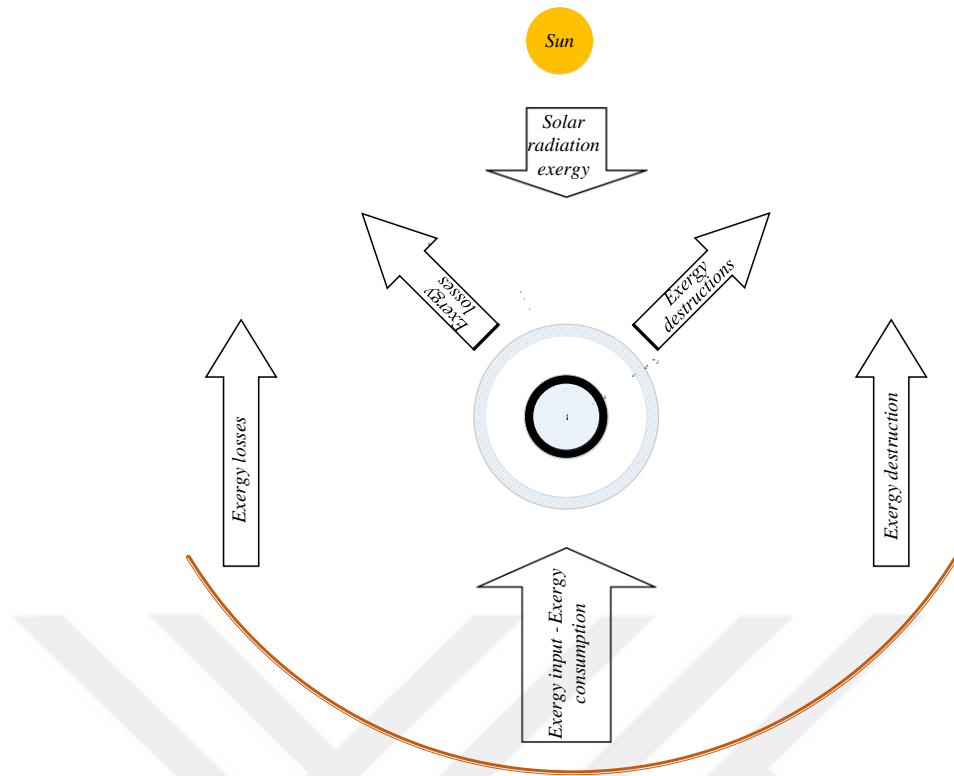 Sun
Solar
radiation
exergy
Exergy
losses
Exergy
destructions
Exergy losses
Exergy destruction
Exergy input - Exergy
consumption